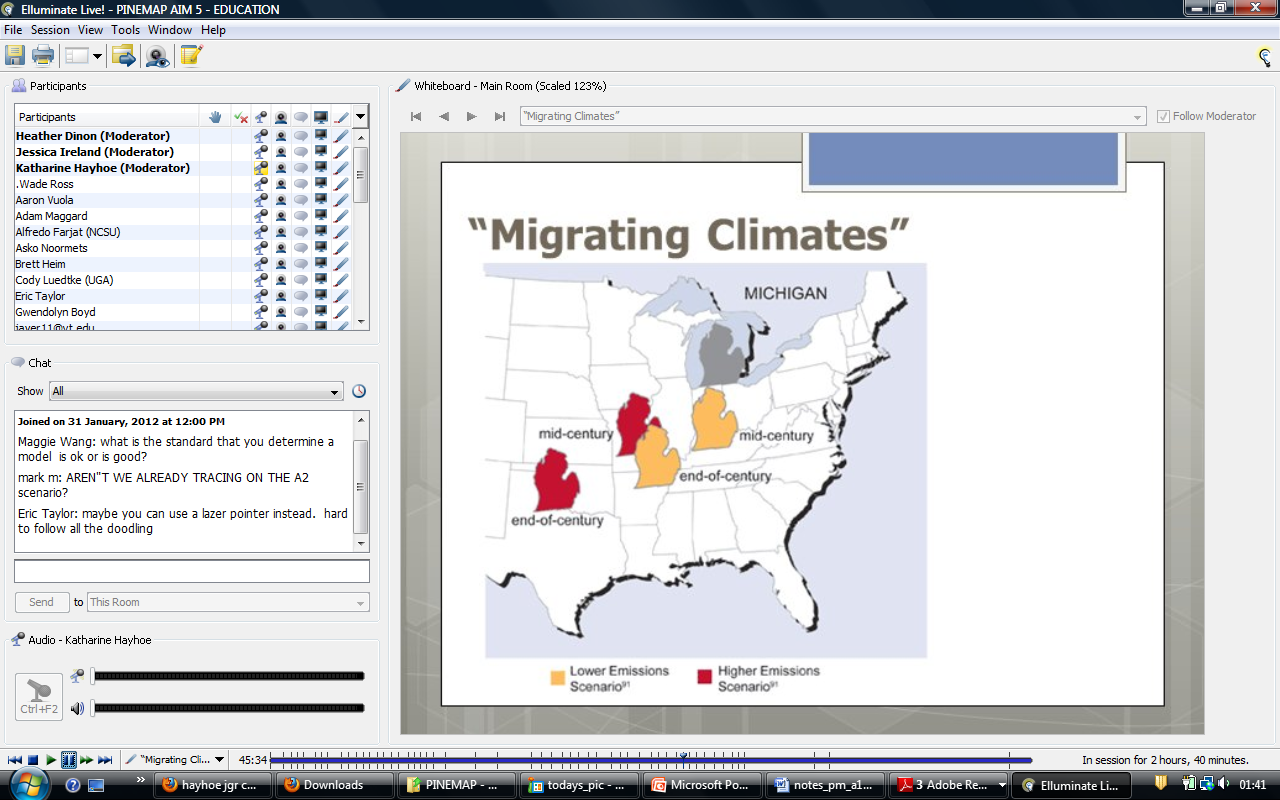 Elluminate Live! - PINEMAP AIM 5 - EDUCATION
File Session View Tools Window Help
Participants
Participants
Heather Dinon (Moderator)
Jessica Ireland (Moderator)
Katharine Hayhoe (Moderator)
.Wade Ross
Aaron Vuola
Adam Maggard
Alfredo Farjat (NCSU)
Asko Noormets
Brett Heim
Cody Luedtke (UGA)
Eric Taylor
Gwendolyn Boyd
Chat
Show All
Joined on 31 January, 2012 at 12:00 PM
Maggie Wang: what is the standard that you determine a
model is ok or is good?
mark m: AREN"T WE ALREADY TRACING ON THE A2
scenario?
Eric Taylor: maybe you can use a lazer pointer instead. hard
to follow all the doodling
Send to This Room
Audio - Katharine Hayhoe
Ctrl+F2
Whiteboard - Main Room (Scaled 123%)
"Migrating Climates"
Follow Moderator
“Migrating Climates”
MICHIGAN
mid-century
mid-century
end-of-century
end-of-century
Lower Emissions
Scenario⁹¹
Higher Emissions
Scenario⁹¹
"Migrating Cli...
45:34
In session for 2 hours, 40 minutes.
hayhoe jgr c...
Downloads
PINEMAP - ...
todays_pic - ...
Microsoft Po...
notes_pm_a1...
3 Adobe Re...
Elluminate Live!
01:41